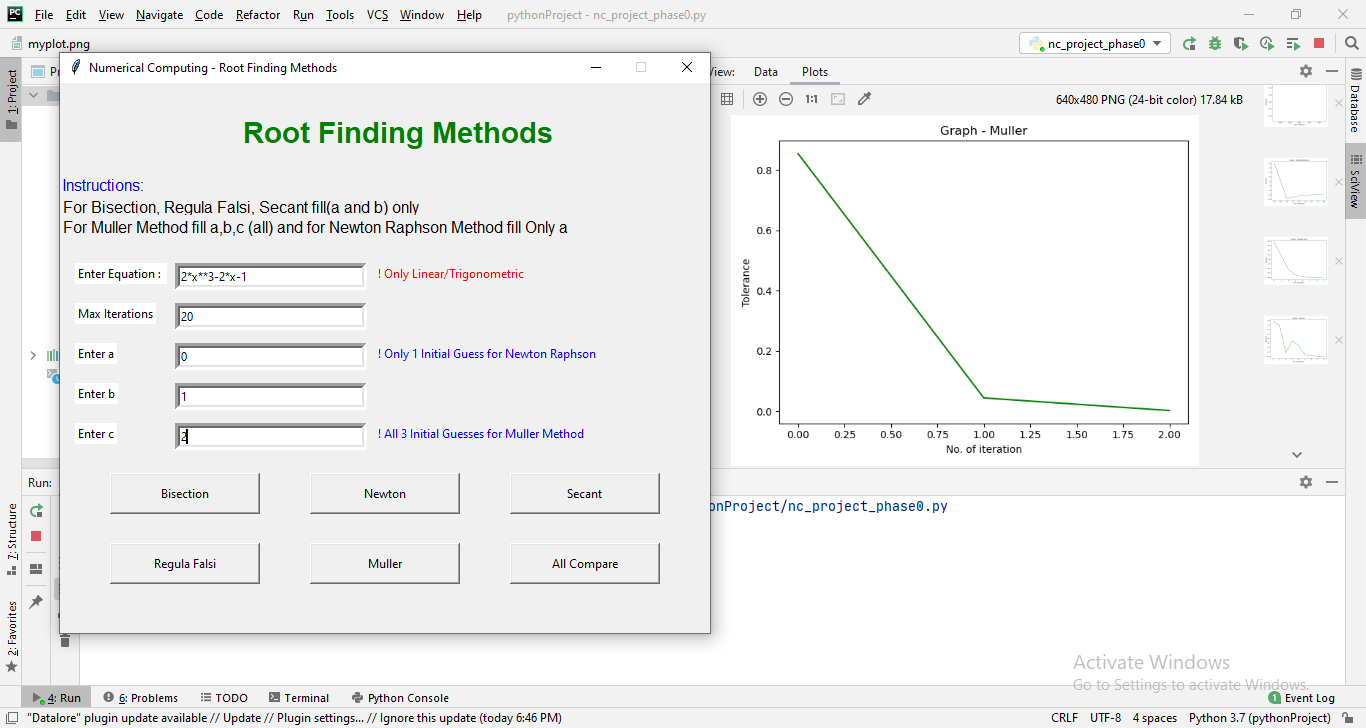 File Edit View Navigate Code Refactor Run Tools VCS Window Help pythonProject - nc_project_phase0.py
myplot.png
nc_project_phase0
1: Project
Numerical Computing - Root Finding Methods
Root Finding Methods
Instructions:
For Bisection, Regula Falsi, Secant fill(a and b) only
For Muller Method fill a,b,c (all) and for Newton Raphson Method fill Only a
Enter Equation : 2*x**3-2*x-1 ! Only Linear/Trigonometric
Max Iterations 20
Enter a 0 ! Only 1 Initial Guess for Newton Raphson
Enter b 1
Enter c 2 ! All 3 Initial Guesses for Muller Method
Bisection Newton Secant
Regula Falsi Muller All Compare
View: Data Plots
1:1 640x480 PNG (24-bit color) 17.84 kB
Graph - Muller
Tolerance
0.8
0.6
0.4
0.2
0.0
0.00 0.25 0.50 0.75 1.00 1.25 1.50 1.75 2.00
No. of iteration
Database
SciView
Run:
onProject/nc_project_phase0.py
7: Structure
2: Favorites
Activate Windows
Go to Settings to activate Windows.
4: Run 6: Problems TODO Terminal Python Console 1 Event Log
"Datalore" plugin update available // Update // Plugin settings... // Ignore this update (today 6:46 PM) CRLF UTF-8 4 spaces Python 3.7 (pythonProject)